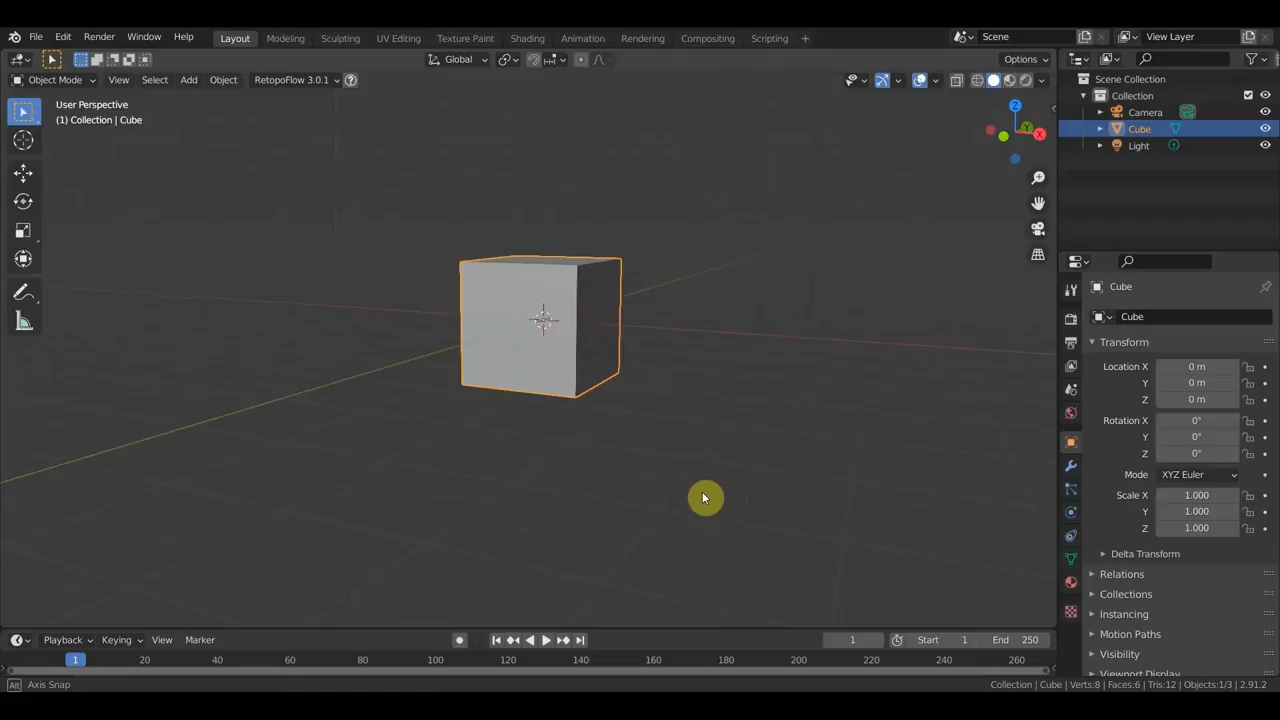 File Edit Render Window Help Layout Modeling Sculpting UV Editing Texture Paint Shading Animation Rendering Compositing Scripting + Scene View Layer
Global Options
Object Mode View Select Add Object RetopoFlow 3.0.1 ?
User Perspective
(1) Collection | Cube
Z
Y
X
Scene Collection
Collection
Camera
Cube
Light
Cube
Cube
Transform
Location X 0 m
Y 0 m
Z 0 m
Rotation X 0°
Y 0°
Z 0°
Mode XYZ Euler
Scale X 1.000
Y 1.000
Z 1.000
Delta Transform
Relations
Collections
Instancing
Motion Paths
Visibility
Viewport Display
Playback Keying View Marker 1 Start 1 End 250
1 20 40 60 80 100 120 140 160 180 200 220 240 260
Alt Axis Snap Collection | Cube | Verts:8 | Faces:6 | Tris:12 | Objects:1/3 | 2.91.2